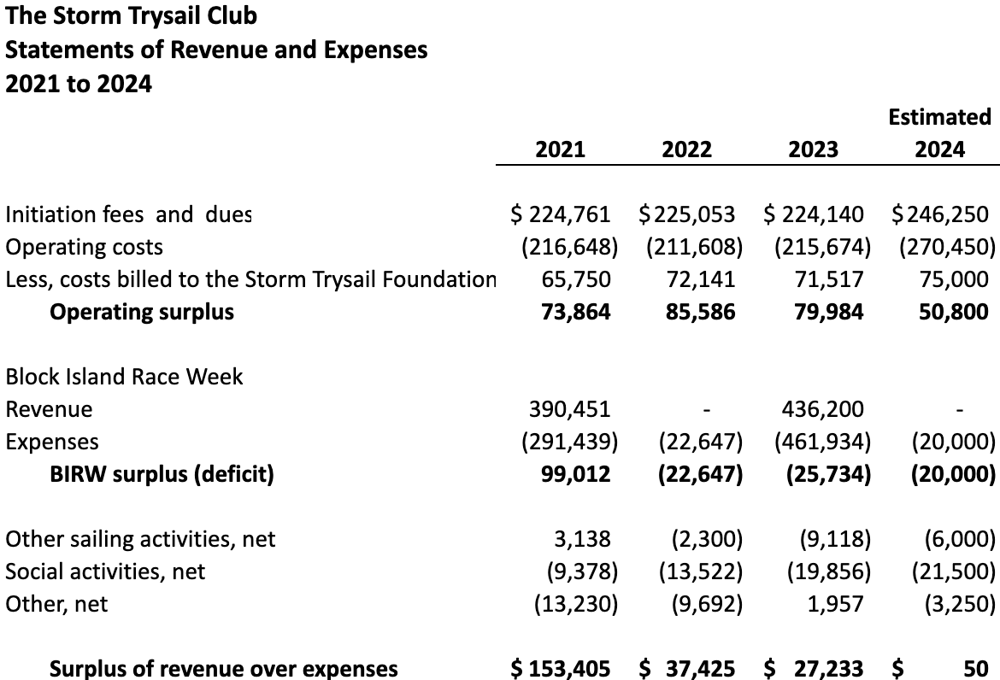 The Storm Trysail Club
Statements of Revenue and Expenses
2021 to 2024
Estimated
2021 2022 2023 2024
Initiation fees and dues $ 224,761 $ 225,053 $ 224,140 $ 246,250
Operating costs (216,648) (211,608) (215,674) (270,450)
Less, costs billed to the Storm Trysail Foundation 65,750 72,141 71,517 75,000
Operating surplus 73,864 85,586 79,984 50,800
Block Island Race Week
Revenue 390,451 - 436,200 -
Expenses (291,439) (22,647) (461,934) (20,000)
BIRW surplus (deficit) 99,012 (22,647) (25,734) (20,000)
Other sailing activities, net 3,138 (2,300) (9,118) (6,000)
Social activities, net (9,378) (13,522) (19,856) (21,500)
Other, net (13,230) (9,692) 1,957 (3,250)
Surplus of revenue over expenses $ 153,405 $ 37,425 $ 27,233 $ 50